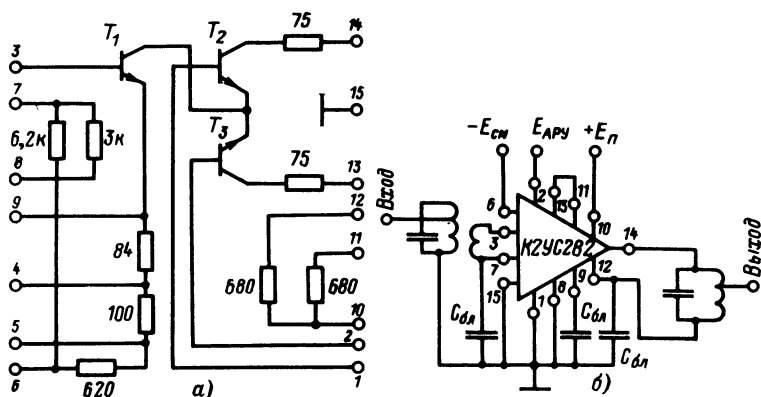 T₁
T₂
T₃
75
14
3
7
15
6,2к
3к
8
75
13
12
9
84
11
680
680
4
100
10
5
2
6
620
1
а)
−Eсм
EАРУ
+Eп
Вход
6
2
13
11
3
К2УС282
10
14
7
12
15
1
8
9
Cбл
Cбл
Cбл
Выход
б)